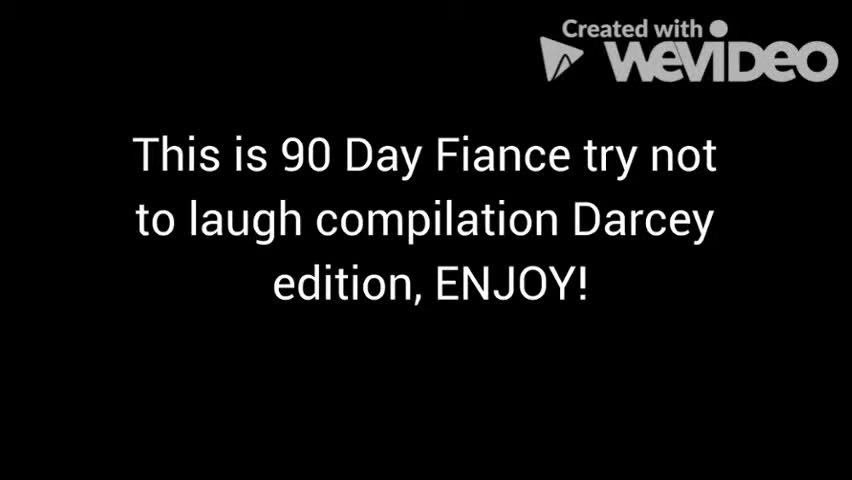 Created with
WEVIDEO
This is 90 Day Fiance try not
to laugh compilation Darcey
edition, ENJOY!